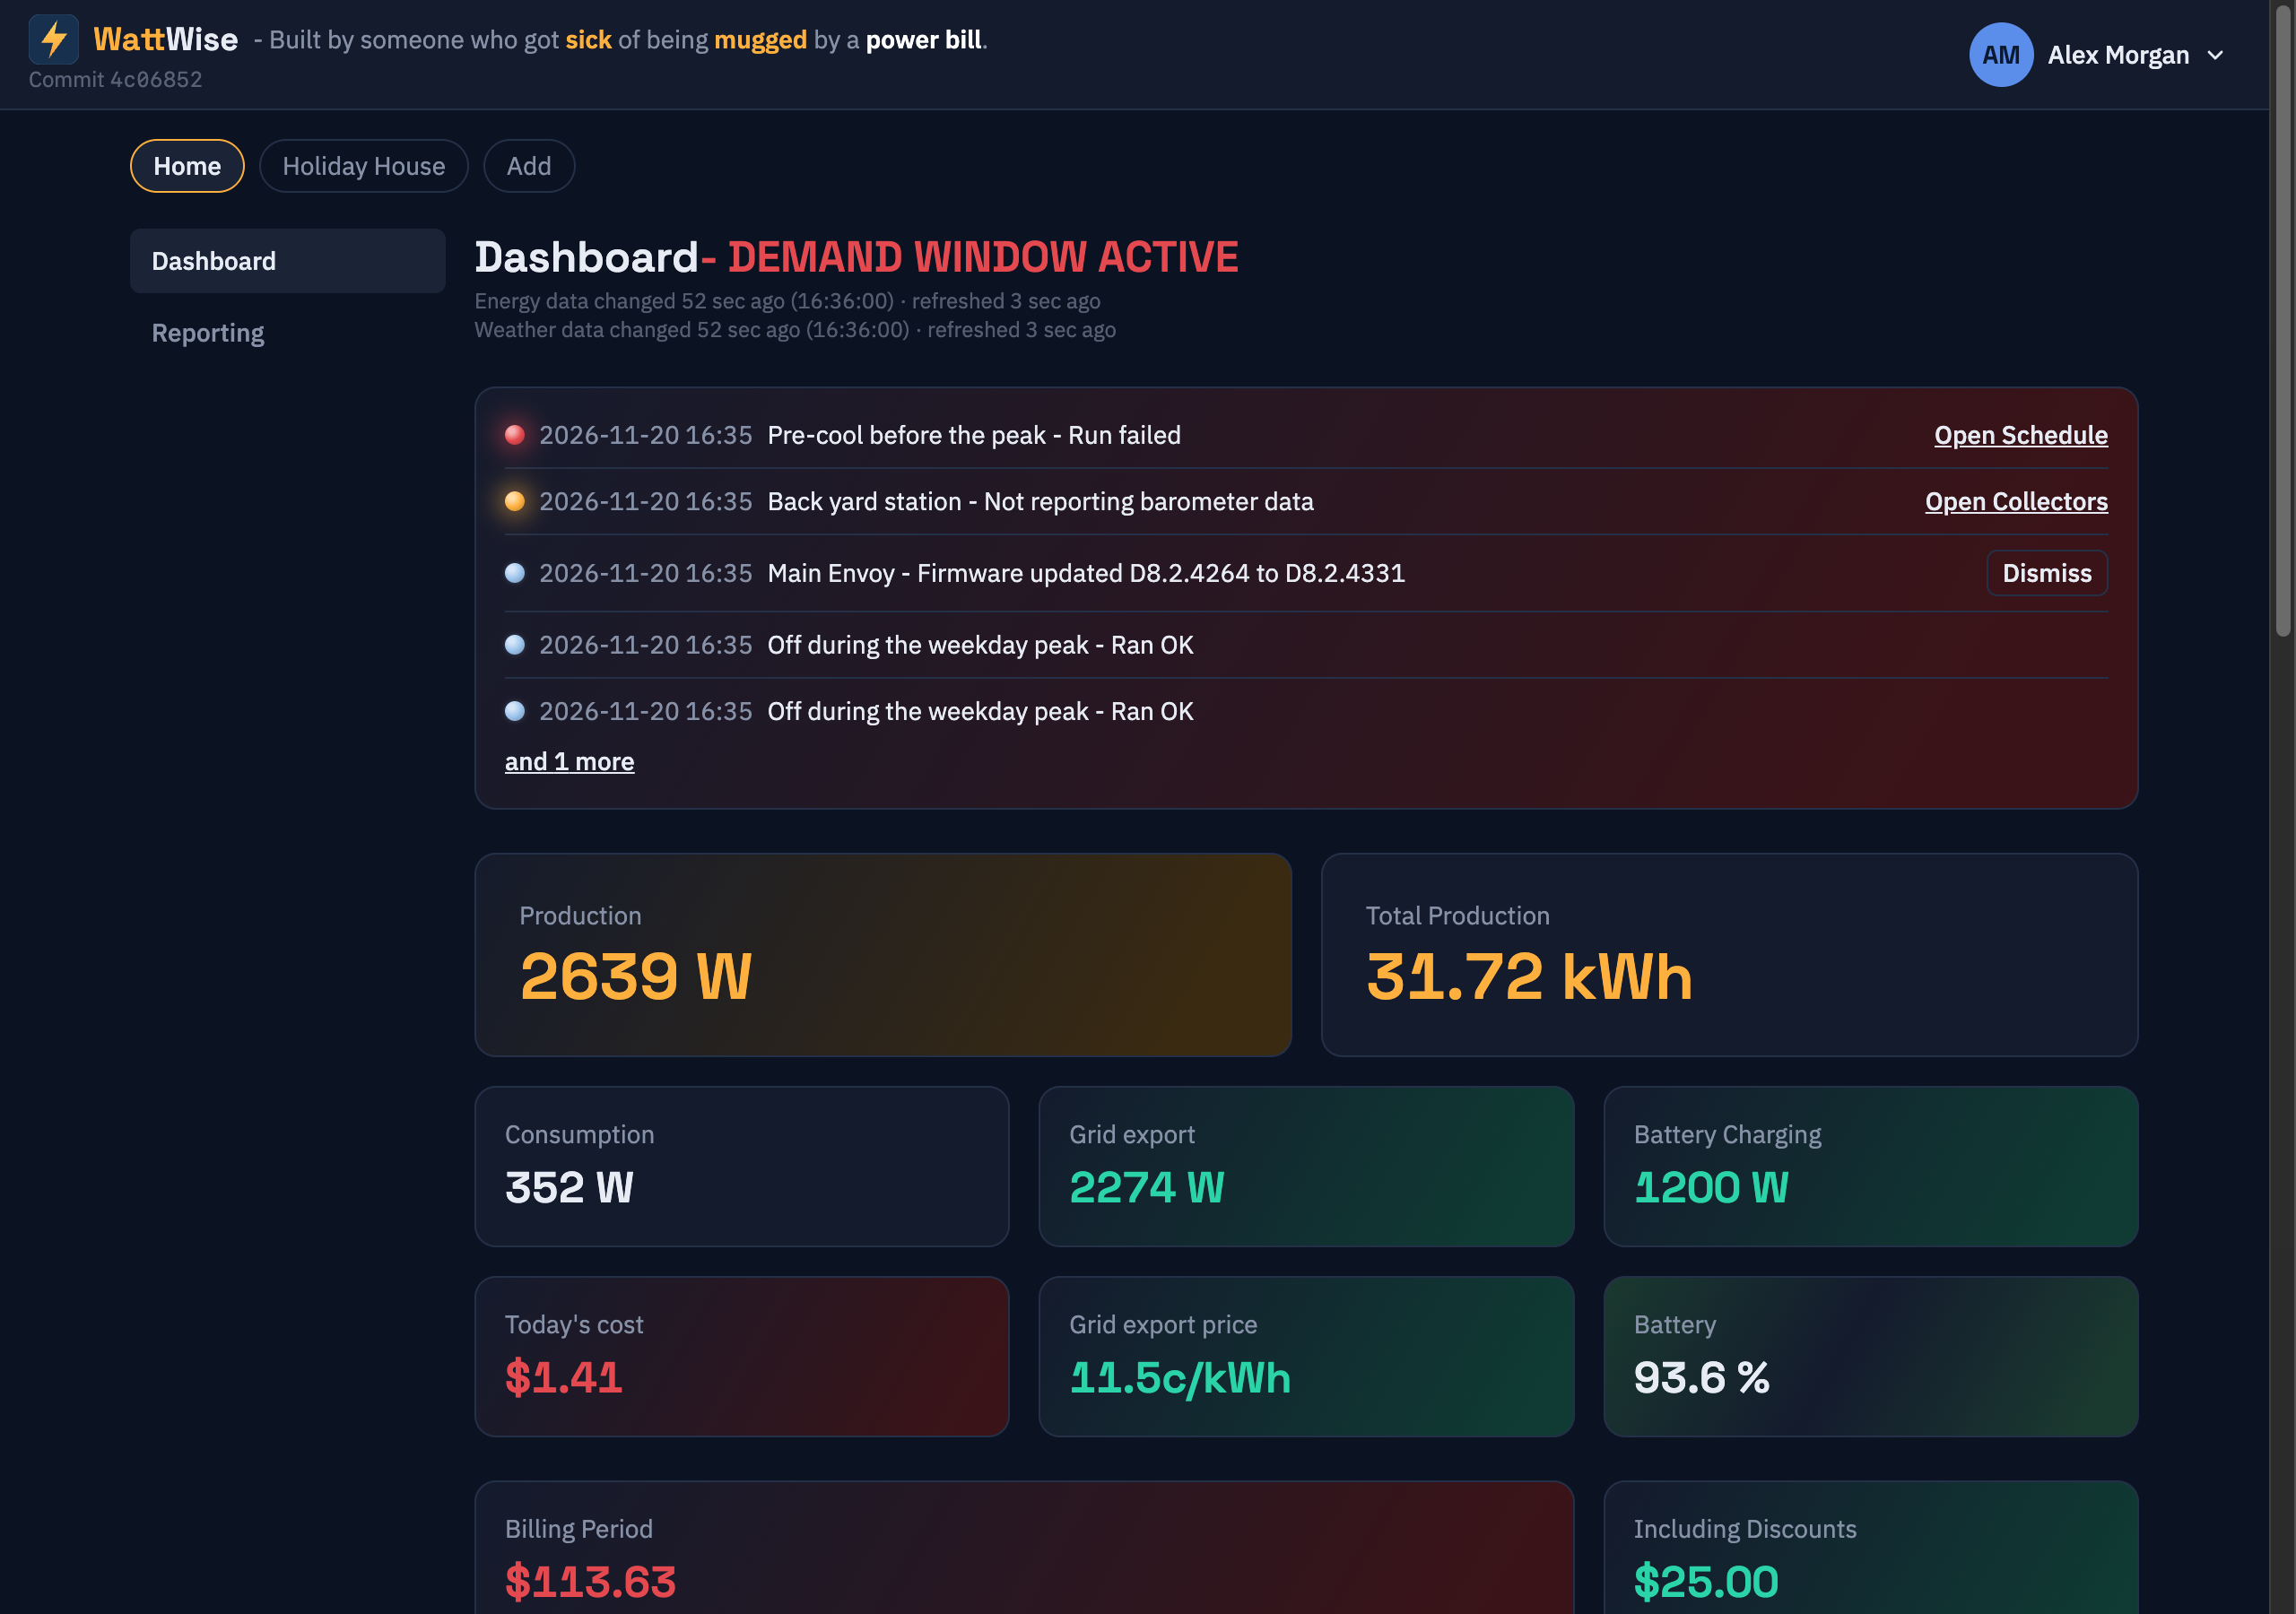 WattWise - Built by someone who got sick of being mugged by a power bill.
Commit 4c06852
AM Alex Morgan
Home
Holiday House
Add
Dashboard
Reporting
Dashboard- DEMAND WINDOW ACTIVE
Energy data changed 52 sec ago (16:36:00) · refreshed 3 sec ago
Weather data changed 52 sec ago (16:36:00) · refreshed 3 sec ago
2026-11-20 16:35 Pre-cool before the peak - Run failed Open Schedule
2026-11-20 16:35 Back yard station - Not reporting barometer data Open Collectors
2026-11-20 16:35 Main Envoy - Firmware updated D8.2.4264 to D8.2.4331 Dismiss
2026-11-20 16:35 Off during the weekday peak - Ran OK
2026-11-20 16:35 Off during the weekday peak - Ran OK
and 1 more
Production
2639 W
Total Production
31.72 kWh
Consumption
352 W
Grid export
2274 W
Battery Charging
1200 W
Today's cost
$1.41
Grid export price
11.5c/kWh
Battery
93.6 %
Billing Period
$113.63
Including Discounts
$25.00